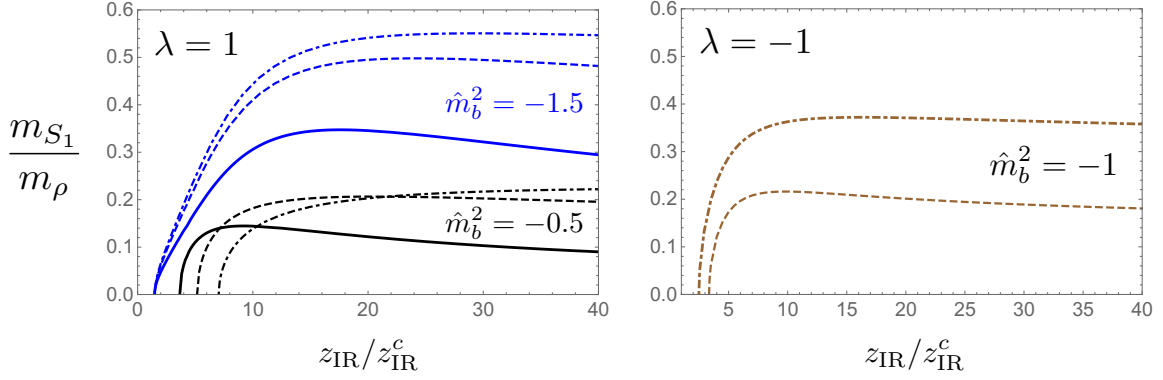 0.6
0.5
0.4
0.3
0.2
0.1
0.0
0 10 20 30 40
λ = 1
m̂_b^2 = −1.5
m̂_b^2 = −0.5
m_{S_1}
m_ρ
z_IR/z_IR^c
0.6
0.5
0.4
0.3
0.2
0.1
0.0
5 10 15 20 25 30 35 40
λ = −1
m̂_b^2 = −1
z_IR/z_IR^c